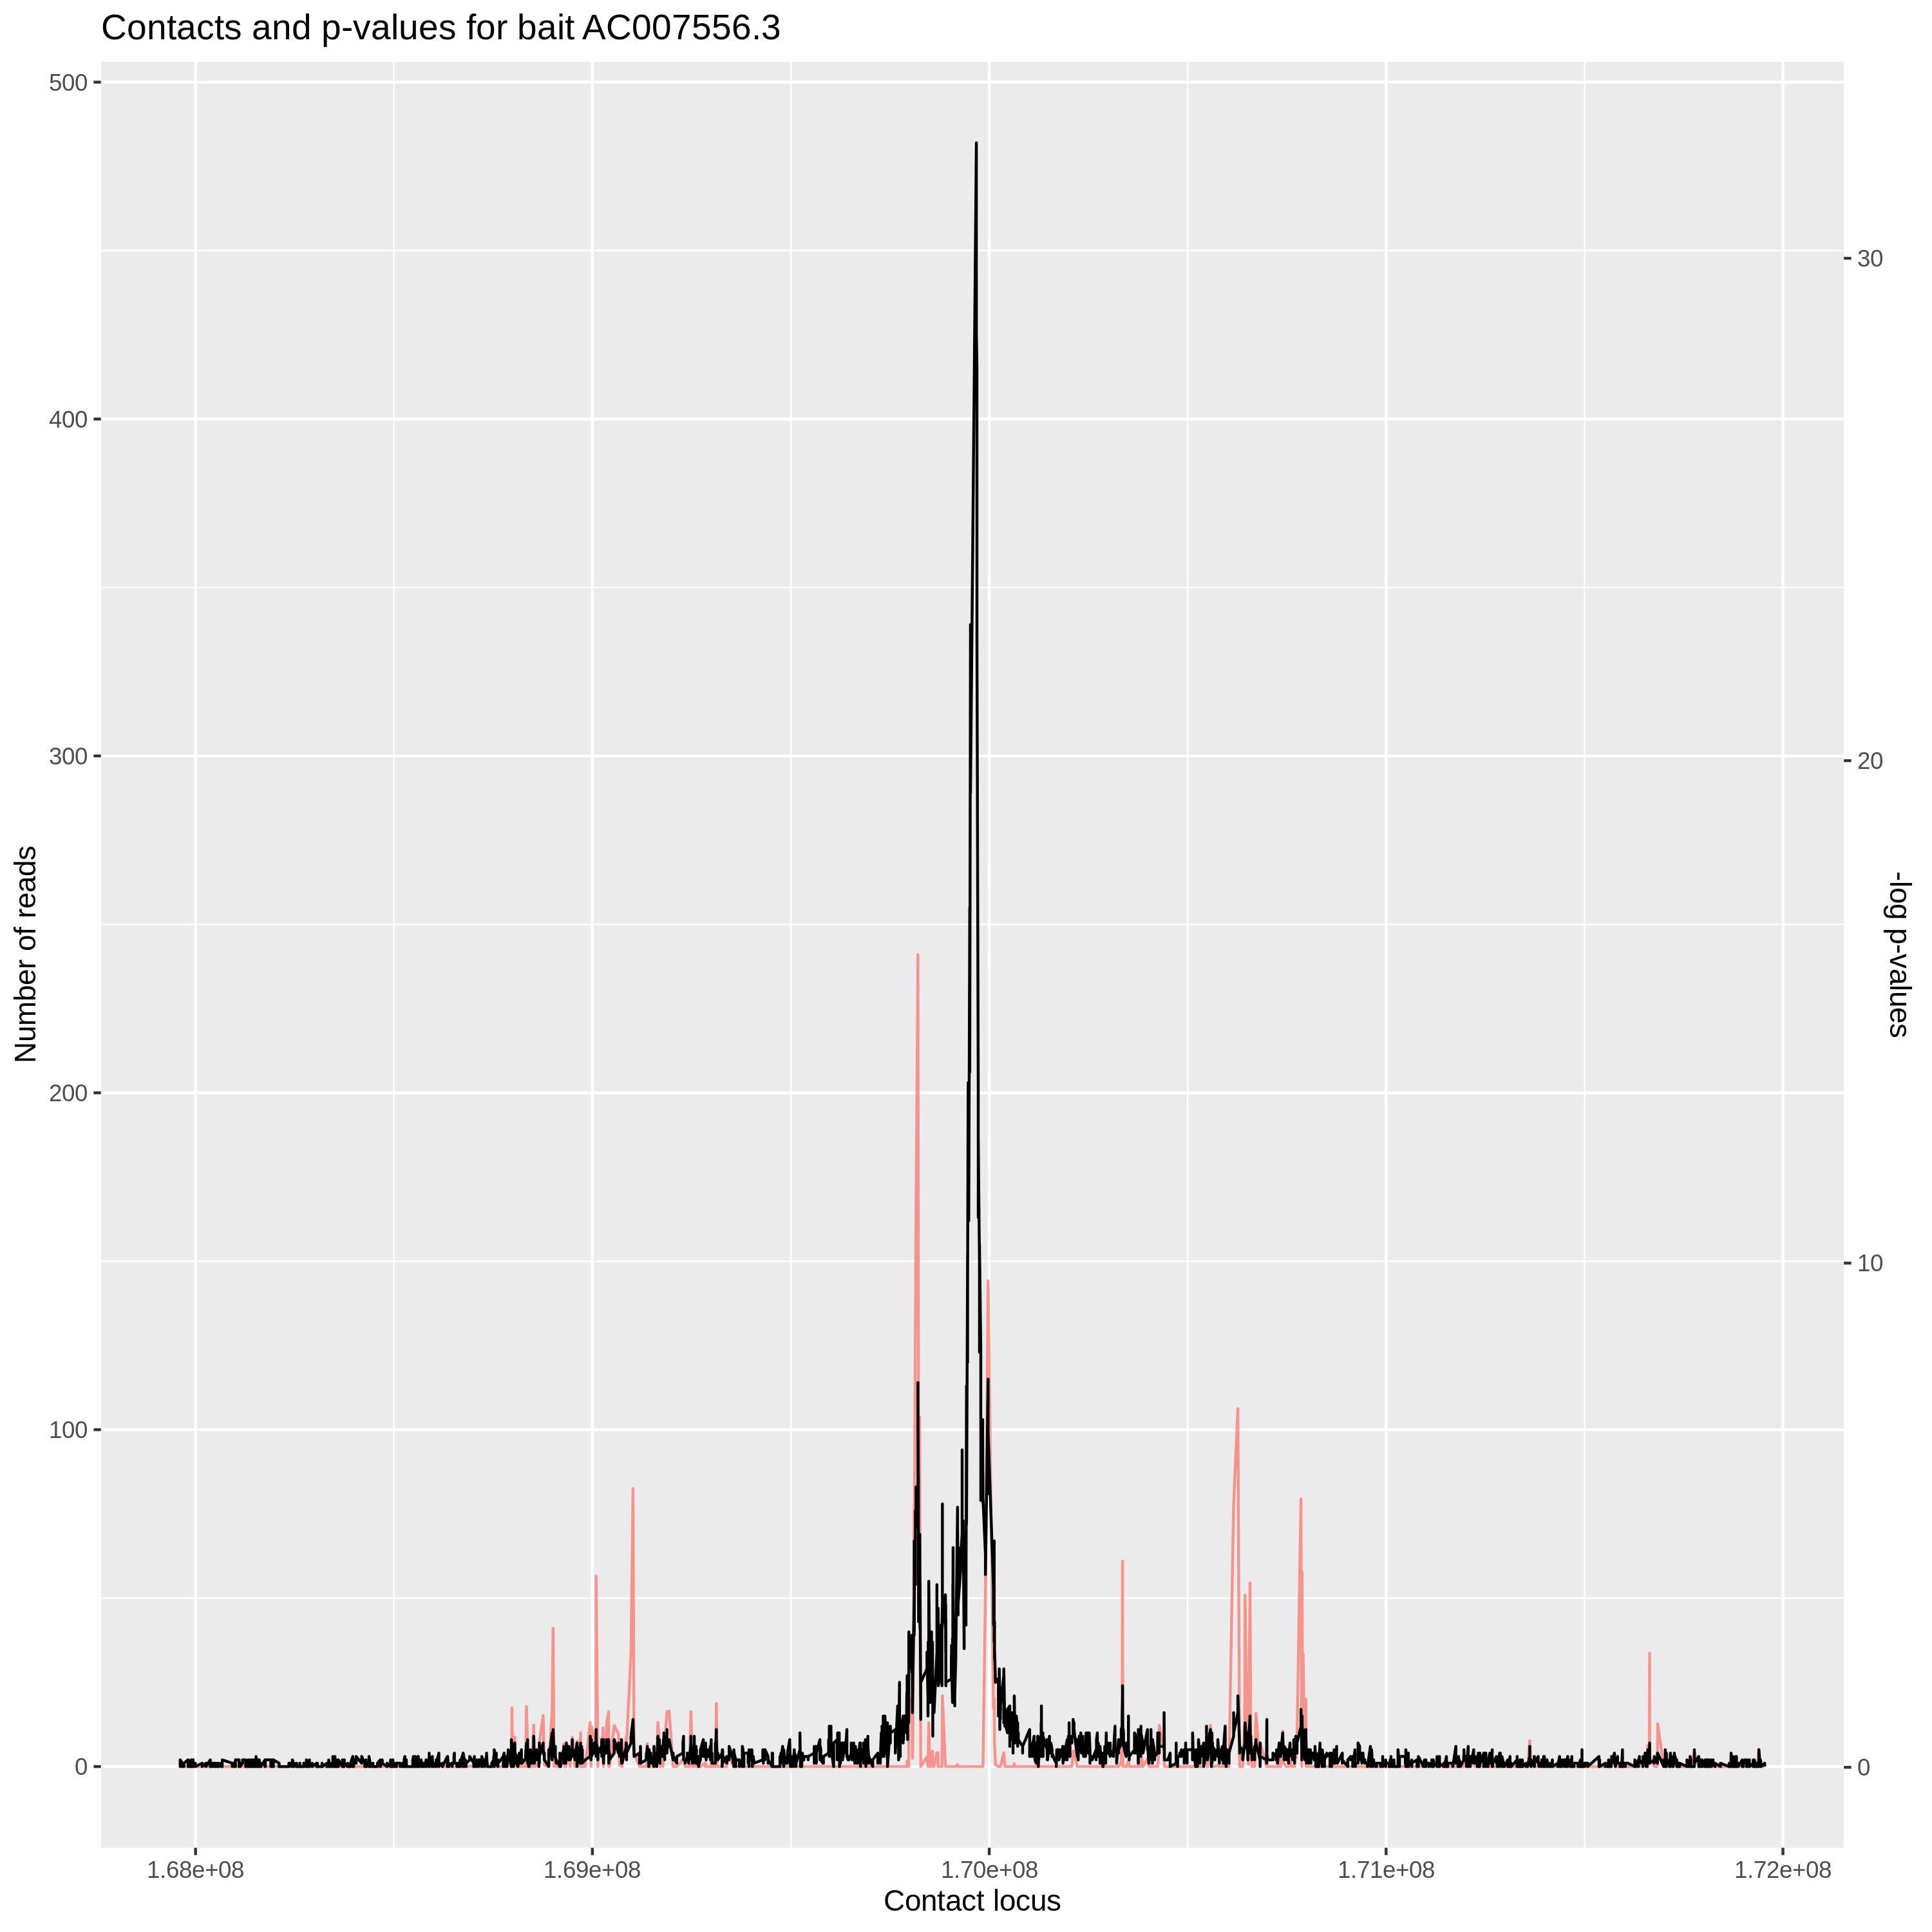 Contacts and p-values for bait AC007556.3
500
400
300
200
100
0
Number of reads
30
20
10
0
-log p-values
1.68e+08
1.69e+08
1.70e+08
1.71e+08
1.72e+08
Contact locus